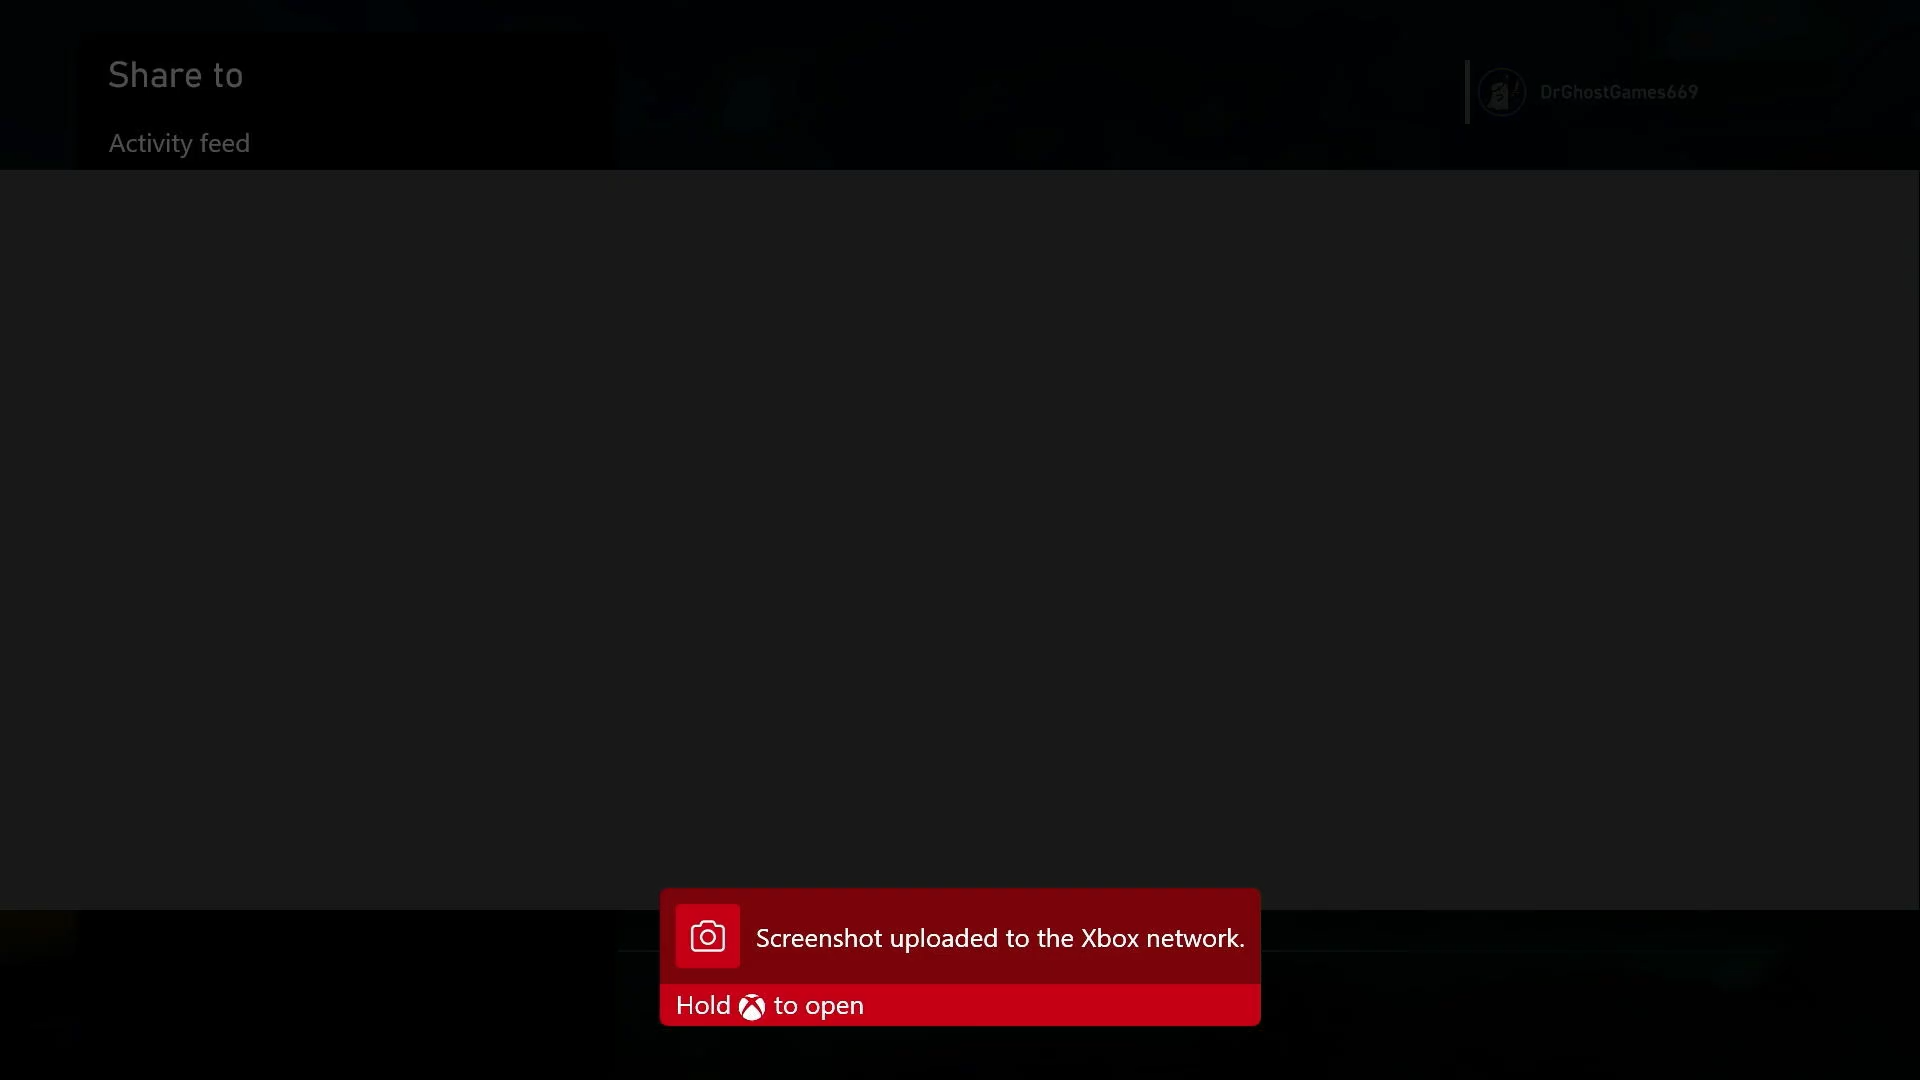 Share to
DrGhostGames669
Activity feed
Screenshot uploaded to the Xbox network.
Hold to open